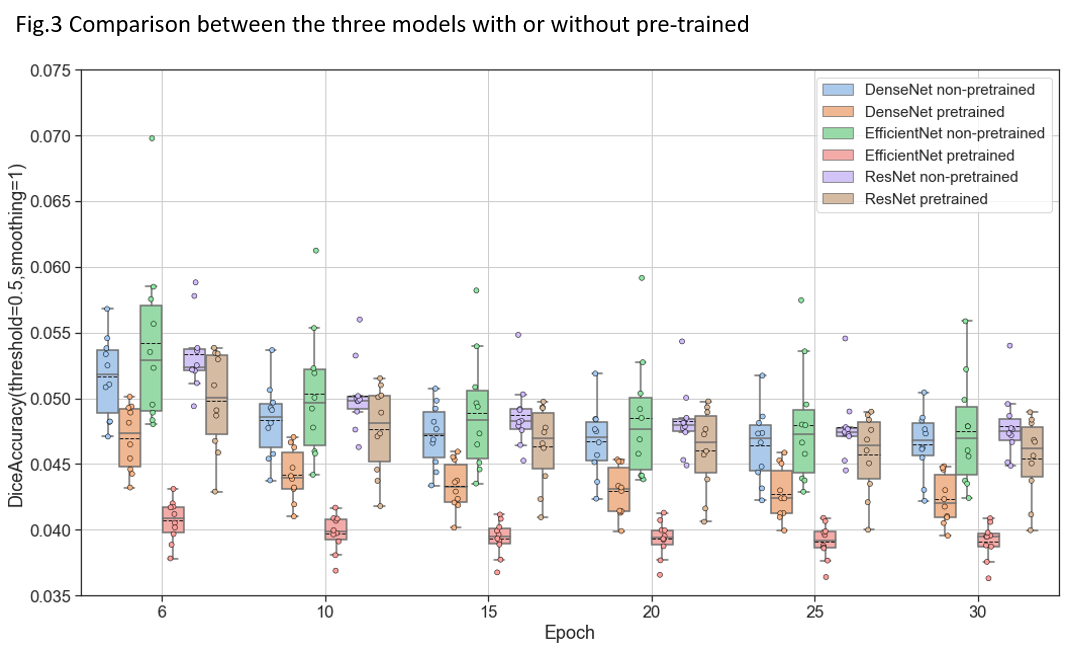 Fig.3 Comparison between the three models with or without pre-trained
0.075
0.070
0.065
0.060
0.055
0.050
0.045
0.040
0.035
DiceAccuracy(threshold=0.5,smoothing=1)
DenseNet non-pretrained
DenseNet pretrained
EfficientNet non-pretrained
EfficientNet pretrained
ResNet non-pretrained
ResNet pretrained
6 10 15 20 25 30
Epoch